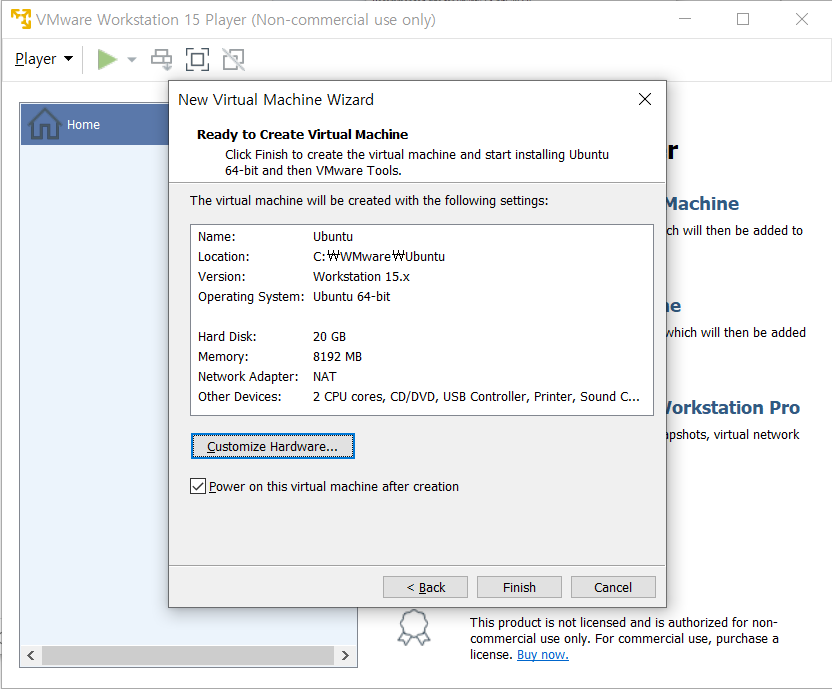 VMware Workstation 15 Player (Non-commercial use only)
Player
Home
New Virtual Machine Wizard
Ready to Create Virtual Machine
Click Finish to create the virtual machine and start installing Ubuntu
64-bit and then VMware Tools.
The virtual machine will be created with the following settings:
Name: Ubuntu
Location: C:₩WMware₩Ubuntu
Version: Workstation 15.x
Operating System: Ubuntu 64-bit
Hard Disk: 20 GB
Memory: 8192 MB
Network Adapter: NAT
Other Devices: 2 CPU cores, CD/DVD, USB Controller, Printer, Sound C...
Customize Hardware...
Power on this virtual machine after creation
< Back Finish Cancel
r
Machine
ch will then be added to
ne
which will then be added
Workstation Pro
apshots, virtual network
This product is not licensed and is authorized for non-
commercial use only. For commercial use, purchase a
license. Buy now.